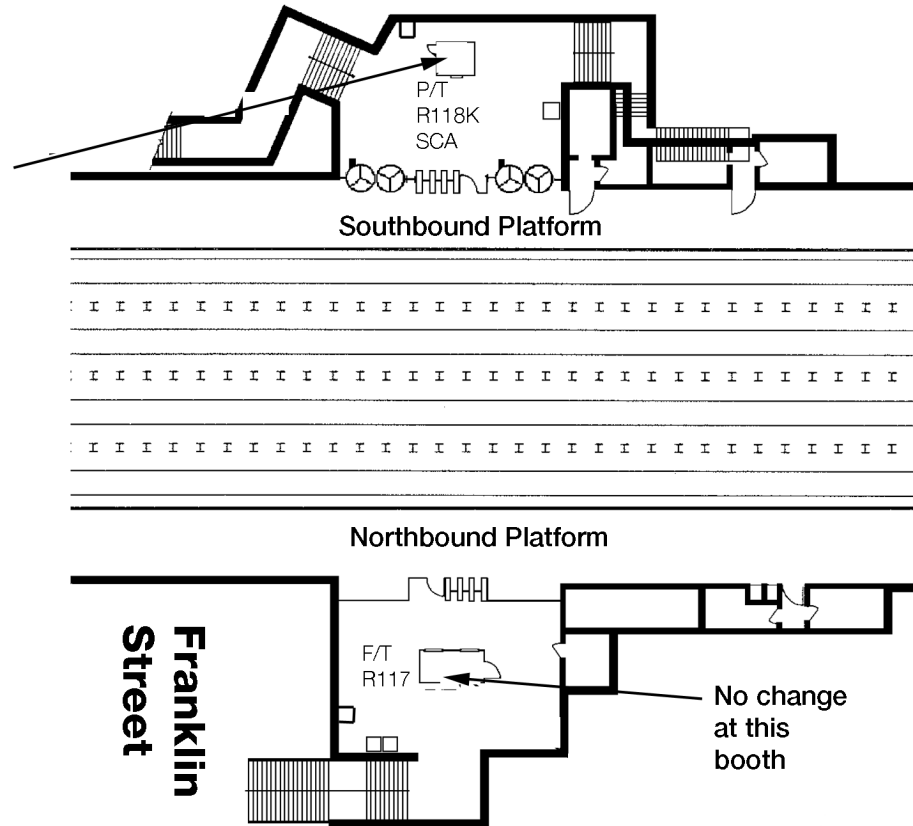 P/T
R118K
SCA
Southbound Platform
Northbound Platform
Franklin
Street
F/T
R117
No change
at this
booth